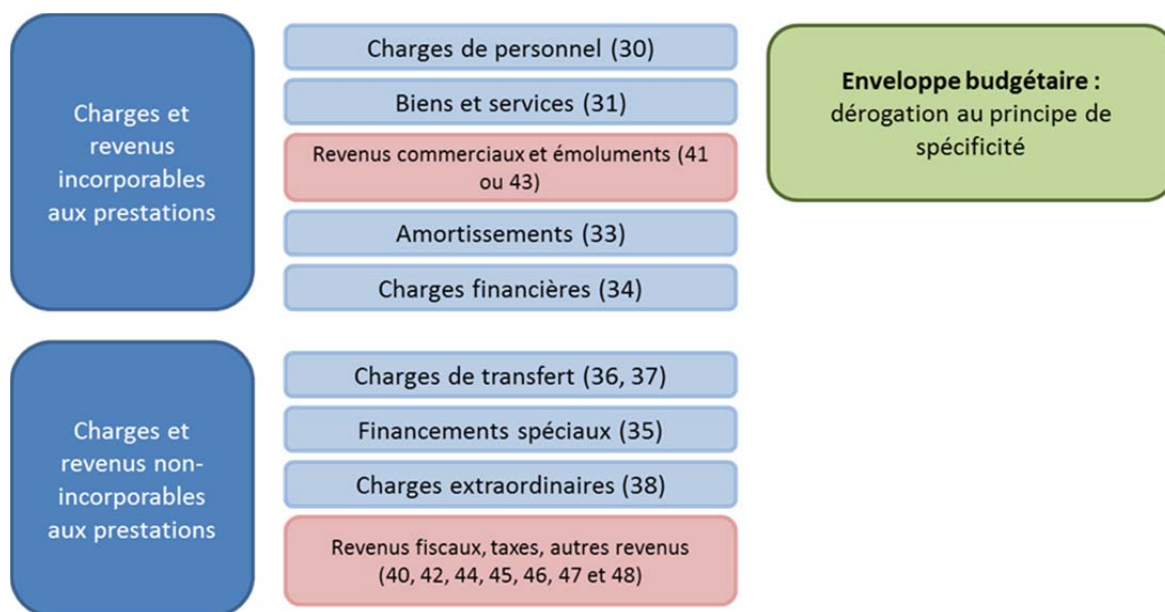 Charges et
revenus
incorporables
aux prestations
Charges de personnel (30)
Biens et services (31)
Revenus commerciaux et émoluments (41
ou 43)
Amortissements (33)
Charges financières (34)
Enveloppe budgétaire :
dérogation au principe de
spécificité
Charges et
revenus non-
incorporables
aux prestations
Charges de transfert (36, 37)
Financements spéciaux (35)
Charges extraordinaires (38)
Revenus fiscaux, taxes, autres revenus
(40, 42, 44, 45, 46, 47 et 48)